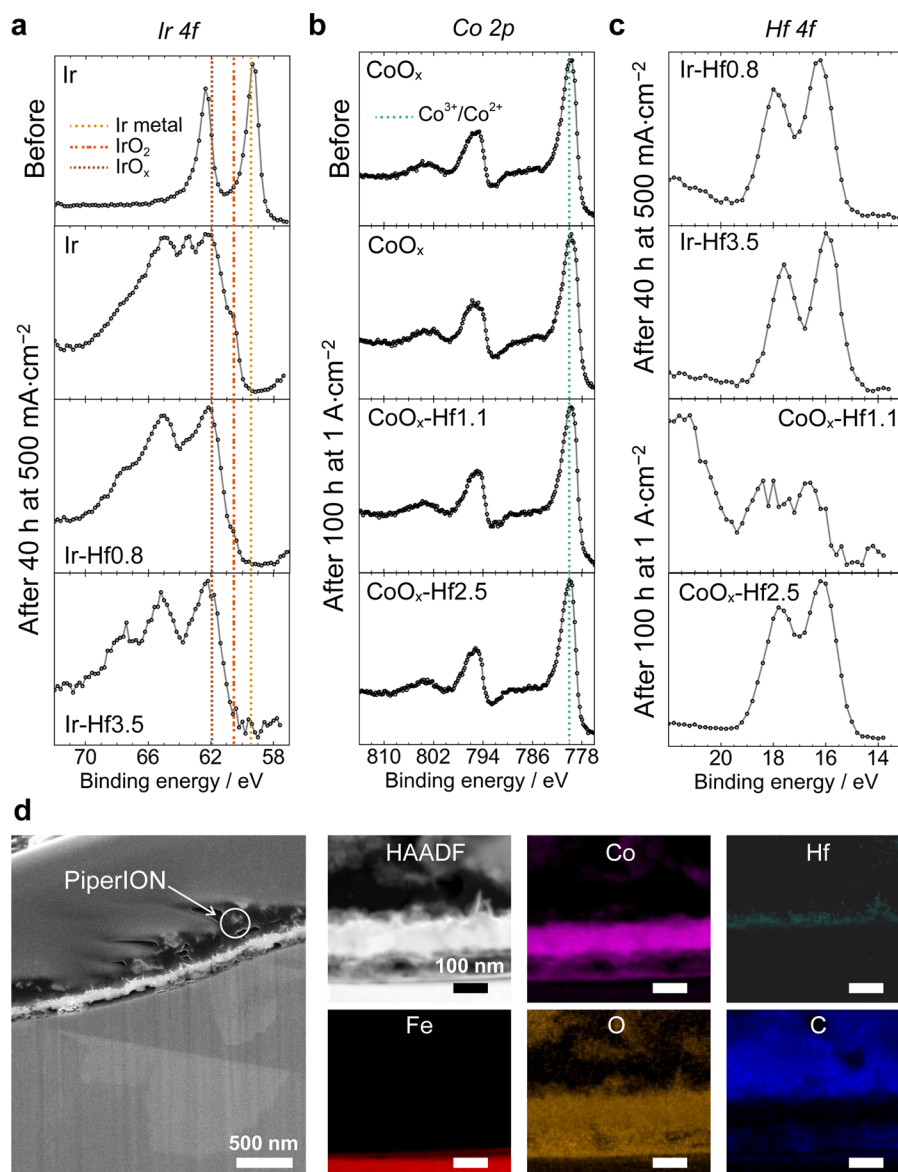 a
Ir 4f
b
Co 2p
c
Hf 4f
Before
Ir
Ir metal
IrO₂
IrOₓ
After 40 h at 500 mA·cm⁻²
Ir
Ir-Hf0.8
Ir-Hf3.5
70
66
62
58
Binding energy / eV
Before
CoOₓ
Co³⁺/Co²⁺
After 100 h at 1 A·cm⁻²
CoOₓ
CoOₓ-Hf1.1
CoOₓ-Hf2.5
810
802
794
786
778
Binding energy / eV
After 40 h at 500 mA·cm⁻²
Ir-Hf0.8
Ir-Hf3.5
After 100 h at 1 A·cm⁻²
CoOₓ-Hf1.1
CoOₓ-Hf2.5
20
18
16
14
Binding energy / eV
d
PiperION
500 nm
HAADF
100 nm
Co
Hf
Fe
O
C